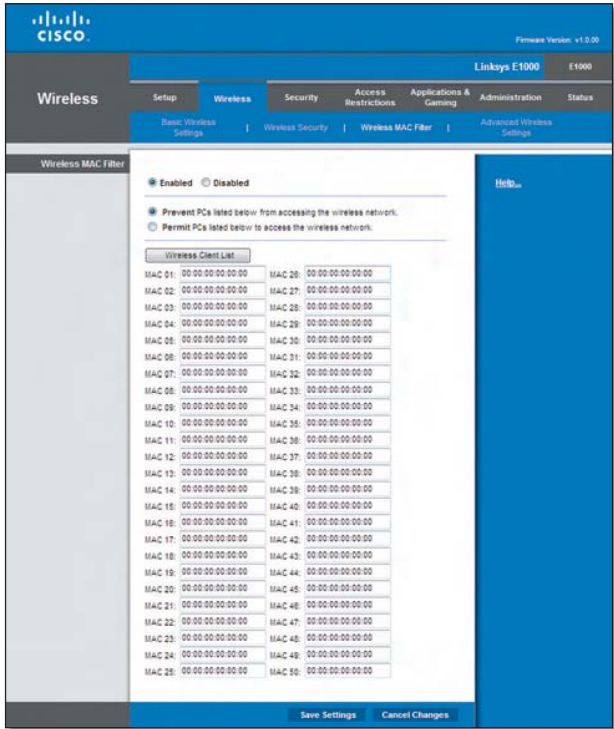 CISCO
Firmware Version: v1.0.00
Linksys E1000 E1000
Wireless
Setup Wireless Security Access Restrictions Applications & Gaming Administration Status
Basic Wireless Settings | Wireless Security | Wireless MAC Filter | Advanced Wireless Settings
Wireless MAC Filter
Enabled Disabled
Help...
Prevent PCs listed below from accessing the wireless network.
Permit PCs listed below to access the wireless network.
Wireless Client List
MAC 01: 00:00:00:00:00:00 MAC 26: 00:00:00:00:00:00
MAC 02: 00:00:00:00:00:00 MAC 27: 00:00:00:00:00:00
MAC 03: 00:00:00:00:00:00 MAC 28: 00:00:00:00:00:00
MAC 04: 00:00:00:00:00:00 MAC 29: 00:00:00:00:00:00
MAC 05: 00:00:00:00:00:00 MAC 30: 00:00:00:00:00:00
MAC 06: 00:00:00:00:00:00 MAC 31: 00:00:00:00:00:00
MAC 07: 00:00:00:00:00:00 MAC 32: 00:00:00:00:00:00
MAC 08: 00:00:00:00:00:00 MAC 33: 00:00:00:00:00:00
MAC 09: 00:00:00:00:00:00 MAC 34: 00:00:00:00:00:00
MAC 10: 00:00:00:00:00:00 MAC 35: 00:00:00:00:00:00
MAC 11: 00:00:00:00:00:00 MAC 36: 00:00:00:00:00:00
MAC 12: 00:00:00:00:00:00 MAC 37: 00:00:00:00:00:00
MAC 13: 00:00:00:00:00:00 MAC 38: 00:00:00:00:00:00
MAC 14: 00:00:00:00:00:00 MAC 39: 00:00:00:00:00:00
MAC 15: 00:00:00:00:00:00 MAC 40: 00:00:00:00:00:00
MAC 16: 00:00:00:00:00:00 MAC 41: 00:00:00:00:00:00
MAC 17: 00:00:00:00:00:00 MAC 42: 00:00:00:00:00:00
MAC 18: 00:00:00:00:00:00 MAC 43: 00:00:00:00:00:00
MAC 19: 00:00:00:00:00:00 MAC 44: 00:00:00:00:00:00
MAC 20: 00:00:00:00:00:00 MAC 45: 00:00:00:00:00:00
MAC 21: 00:00:00:00:00:00 MAC 46: 00:00:00:00:00:00
MAC 22: 00:00:00:00:00:00 MAC 47: 00:00:00:00:00:00
MAC 23: 00:00:00:00:00:00 MAC 48: 00:00:00:00:00:00
MAC 24: 00:00:00:00:00:00 MAC 49: 00:00:00:00:00:00
MAC 25: 00:00:00:00:00:00 MAC 50: 00:00:00:00:00:00
Save Settings Cancel Changes